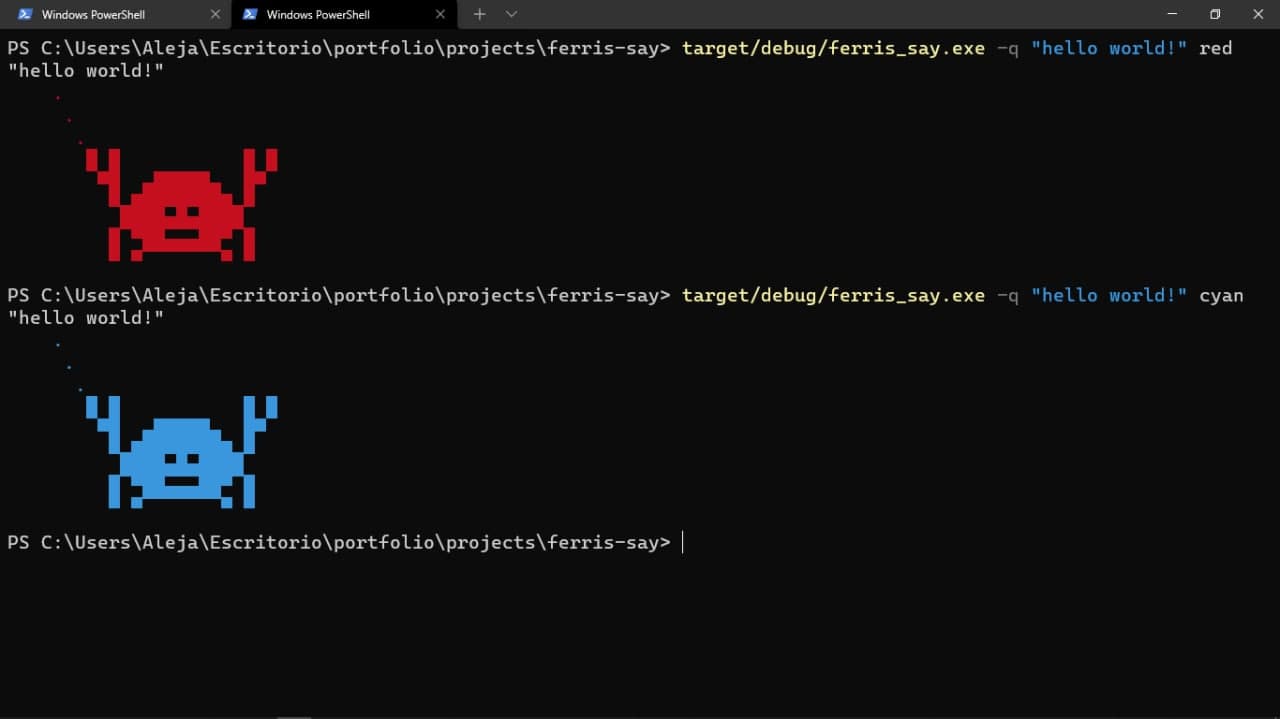 Windows PowerShell
Windows PowerShell
PS C:\Users\Aleja\Escritorio\portfolio\projects\ferris-say> target/debug/ferris_say.exe -q "hello world!" red
"hello world!"
PS C:\Users\Aleja\Escritorio\portfolio\projects\ferris-say> target/debug/ferris_say.exe -q "hello world!" cyan
"hello world!"
PS C:\Users\Aleja\Escritorio\portfolio\projects\ferris-say>